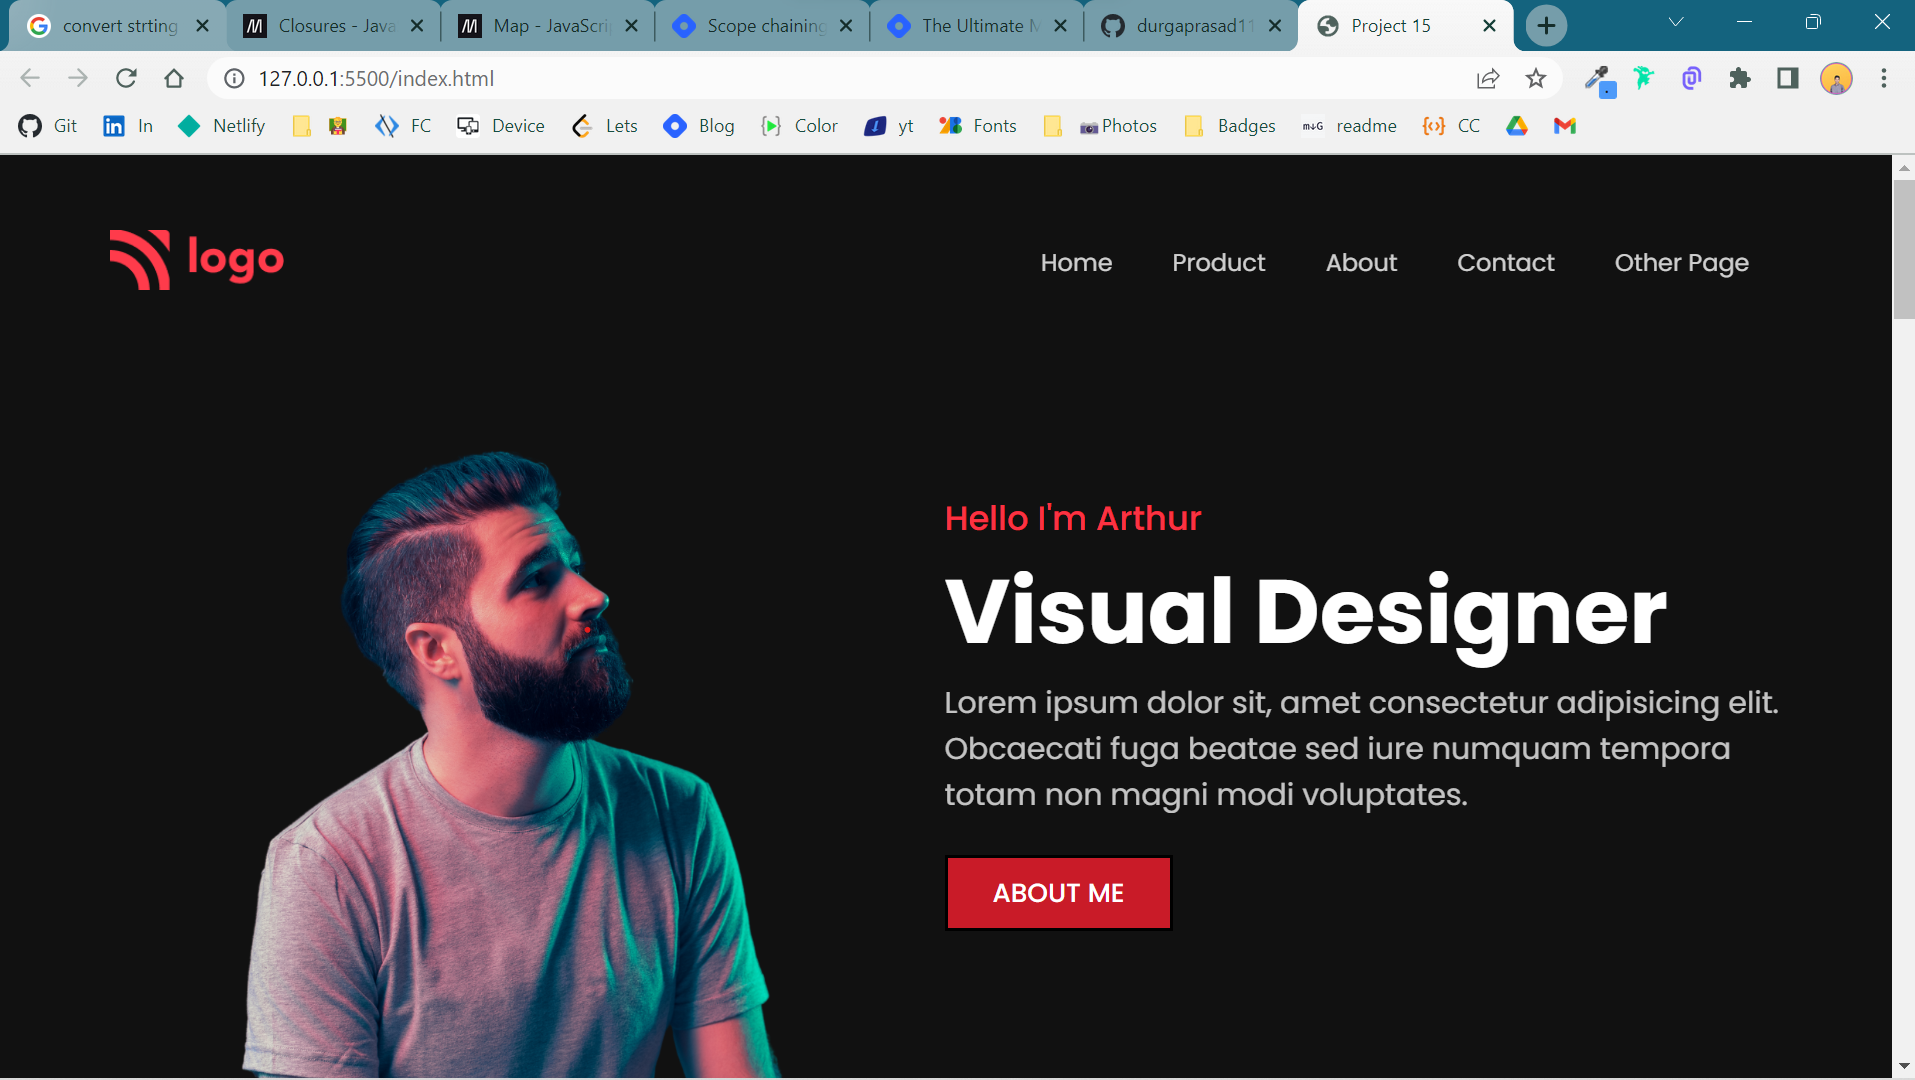 convert strting
Closures - Java
Map - JavaScri
Scope chaining
The Ultimate M
durgaprasad11
Project 15
127.0.0.1:5500/index.html
Git
In
Netlify
FC
Device
Lets
Blog
Color
yt
Fonts
Photos
Badges
readme
CC
logo
Home
Product
About
Contact
Other Page
Hello I'm Arthur
Visual Designer
Lorem ipsum dolor sit, amet consectetur adipisicing elit.
Obcaecati fuga beatae sed iure numquam tempora
totam non magni modi voluptates.
ABOUT ME